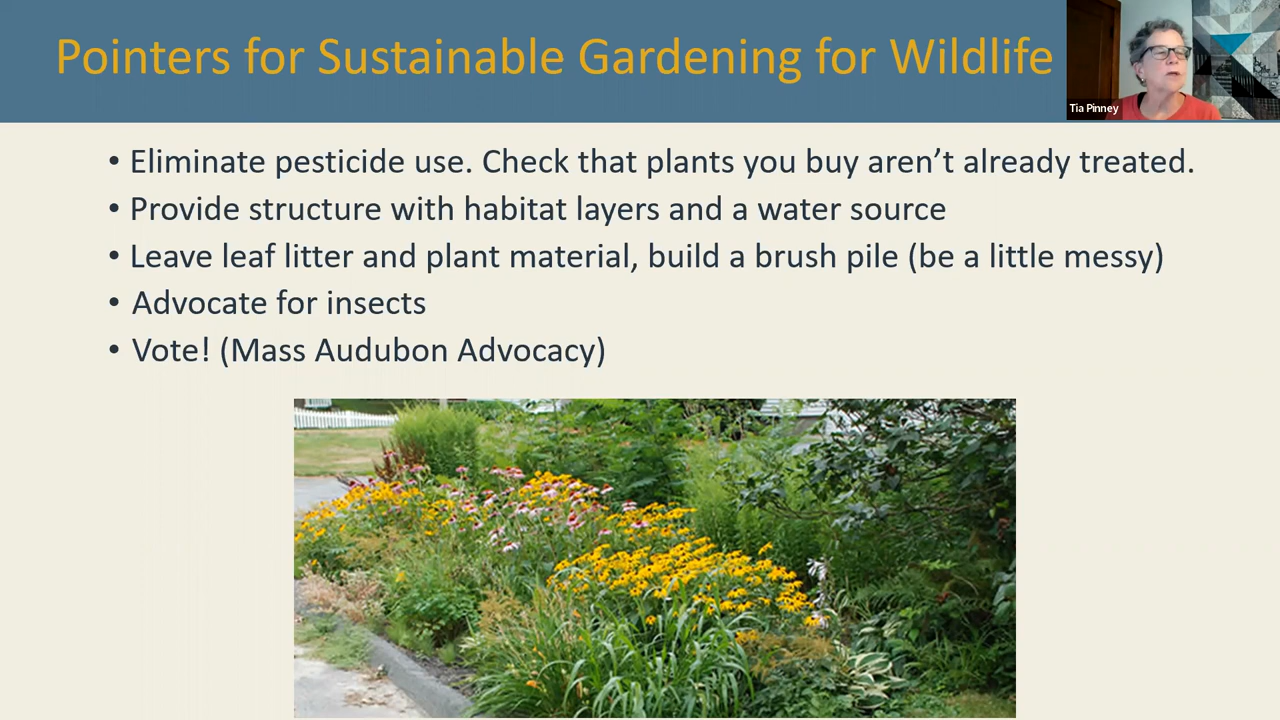 Pointers for Sustainable Gardening for Wildlife
Tia Pinney
• Eliminate pesticide use. Check that plants you buy aren’t already treated.
• Provide structure with habitat layers and a water source
• Leave leaf litter and plant material, build a brush pile (be a little messy)
• Advocate for insects
• Vote! (Mass Audubon Advocacy)